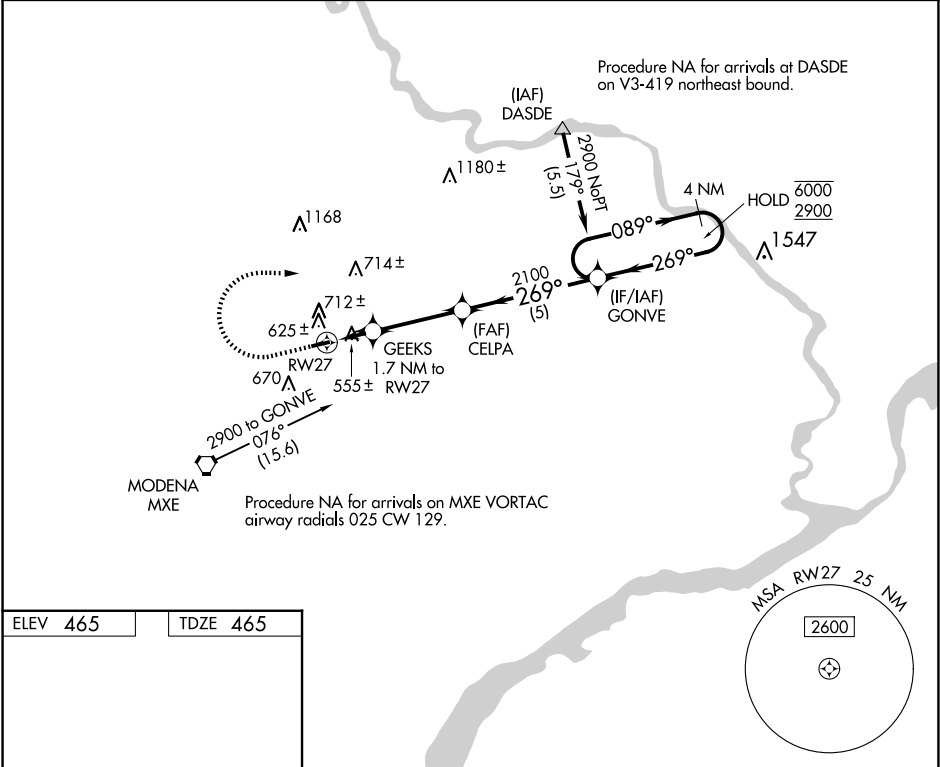 Procedure NA for arrivals at DASDE
on V3-419 northeast bound.
(IAF)
DASDE
2900 NoPT
179°
(5.5)
1180 ±
4 NM
HOLD
6000
2900
1168
089°
1547
714 ±
269°
2100
269°
(5)
(IF/IAF)
GONVE
712 ±
625 ±
(FAF)
CELPA
GEEKS
1.7 NM to
RW27
RW27
670
555 ±
2900 to GONVE
076°
(15.6)
MODENA
MXE
Procedure NA for arrivals on MXE VORTAC
airway radials 025 CW 129.
MSA RW27 25 NM
2600
ELEV 465
TDZE 465